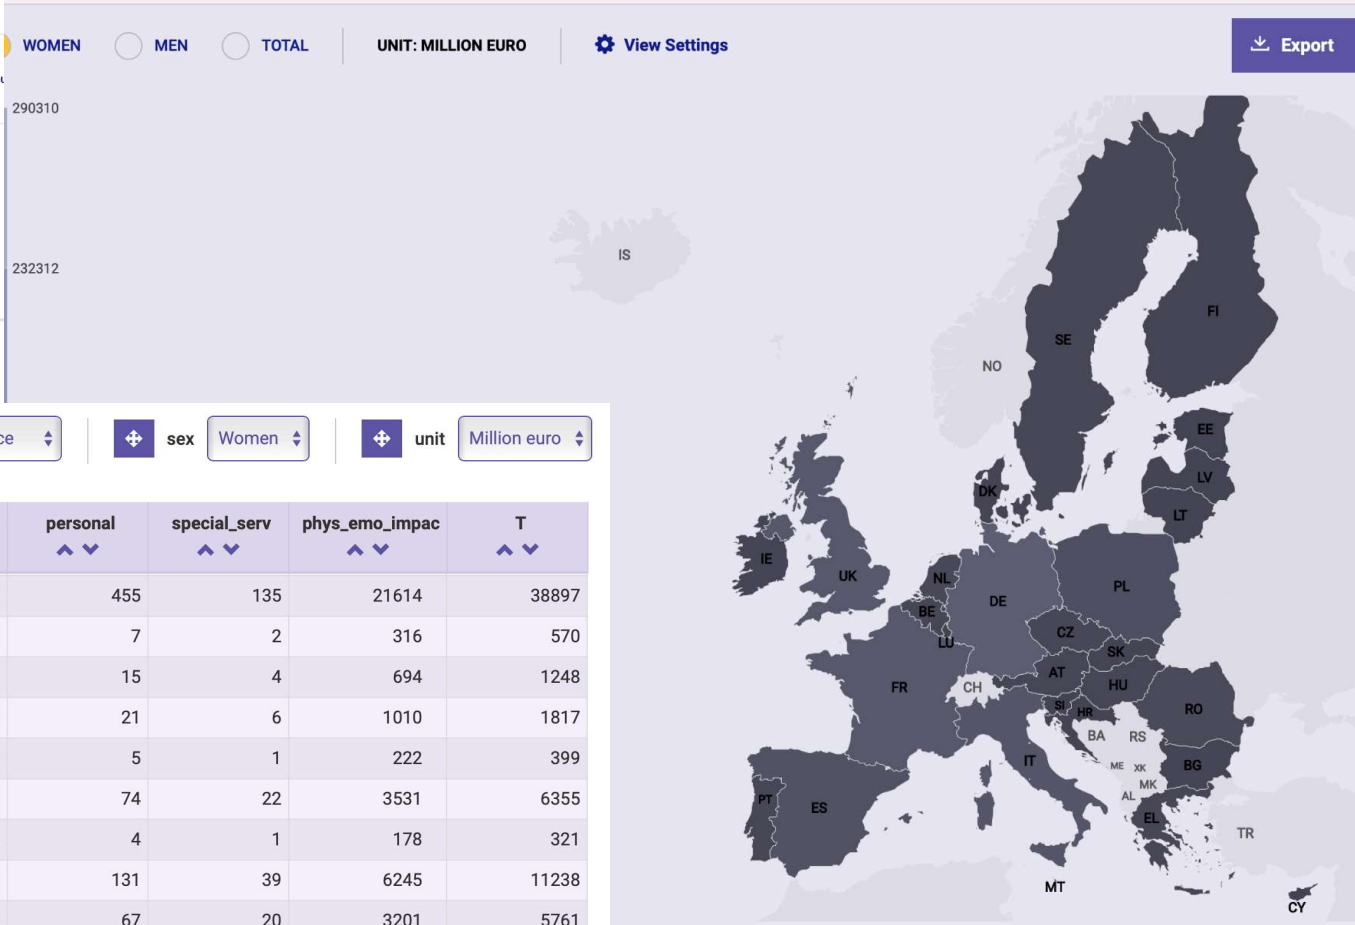 WOMEN MEN TOTAL UNIT: MILLION EURO View Settings Export
290310
232312
IS
FI
SE
NO
EE
LV
DK
LT
IE
UK
NL
PL
DE
BE
CZ
LU
SK
AT
FR
CH
HU
SI
HR
RO
BA
RS
IT
ME
XK
BG
MK
AL
PT
ES
EL
TR
MT
CY
ce sex Women unit Million euro
personal special_serv phys_emo_impac T
455 135 21614 38897
7 2 316 570
15 4 694 1248
21 6 1010 1817
5 1 222 399
74 22 3531 6355
4 1 178 321
131 39 6245 11238
67 20 3201 5761